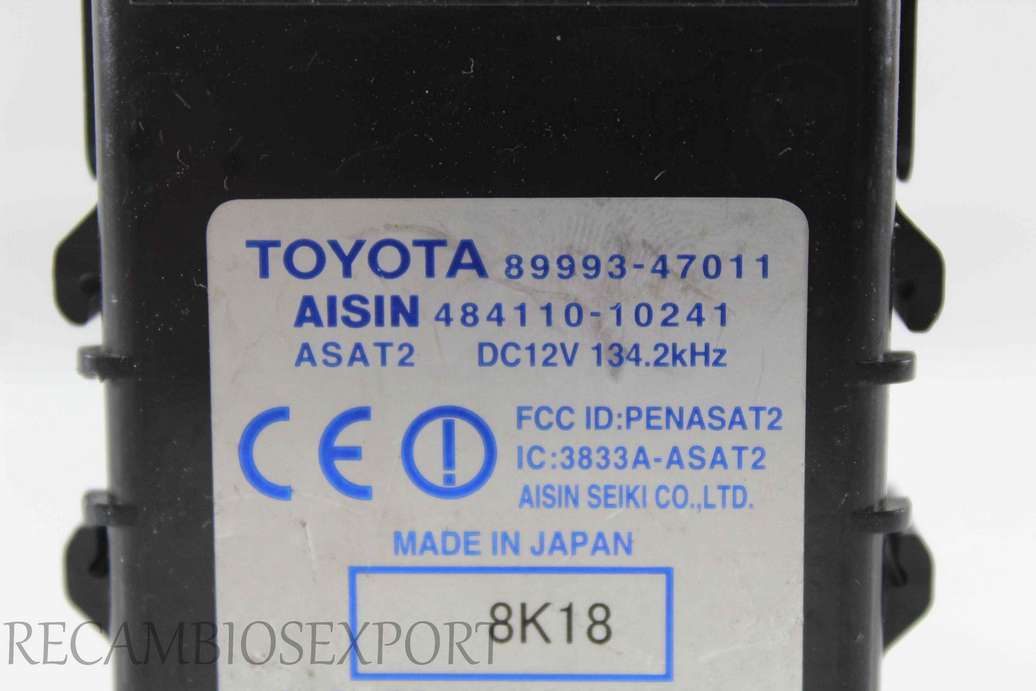 TOYOTA 89993-47011
AISIN 484110-10241
ASAT2 DC12V 134.2kHz
CE
FCC ID:PENASAT2
IC:3833A-ASAT2
AISIN SEIKI CO.,LTD.
MADE IN JAPAN
8K18
RECAMBIOSEXPORT